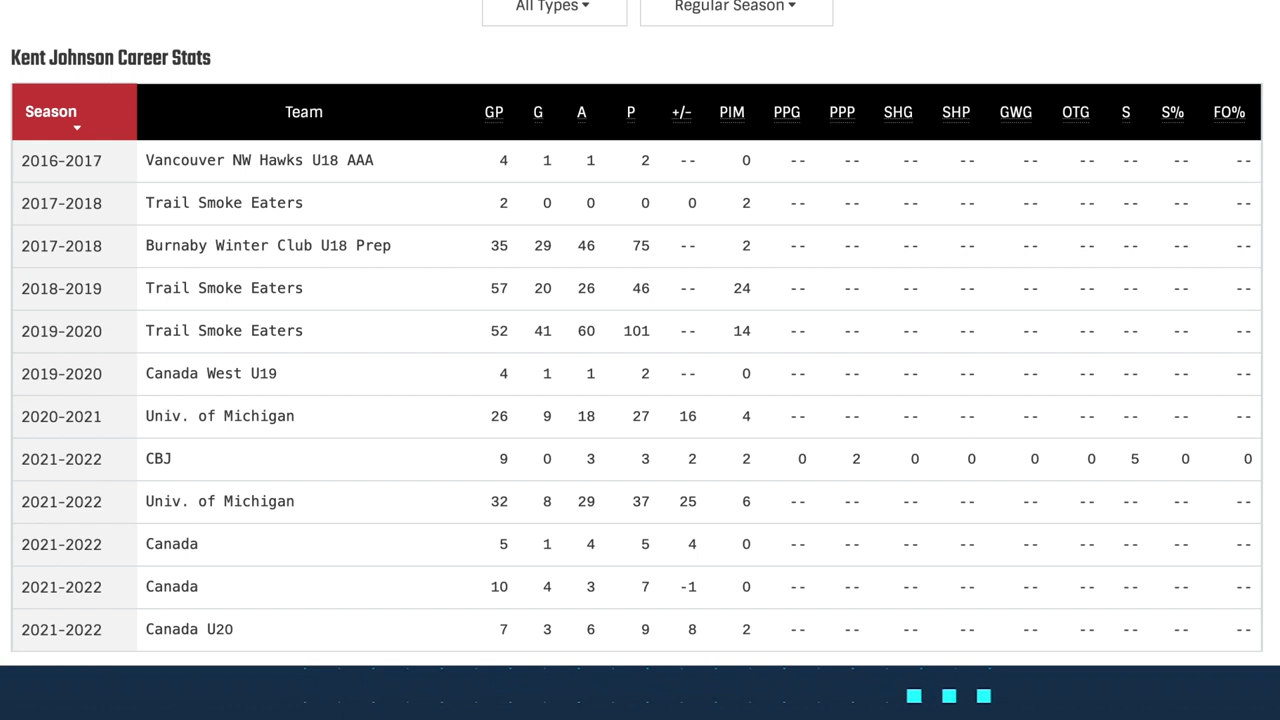 All Types ▾ Regular Season ▾
Kent Johnson Career Stats
Season Team GP G A P +/- PIM PPG PPP SHG SHP GWG OTG S S% FO%
2016-2017 Vancouver NW Hawks U18 AAA 4 1 1 2 -- 0 -- -- -- -- -- -- -- -- --
2017-2018 Trail Smoke Eaters 2 0 0 0 0 2 -- -- -- -- -- -- -- -- --
2017-2018 Burnaby Winter Club U18 Prep 35 29 46 75 -- 2 -- -- -- -- -- -- -- -- --
2018-2019 Trail Smoke Eaters 57 20 26 46 -- 24 -- -- -- -- -- -- -- -- --
2019-2020 Trail Smoke Eaters 52 41 60 101 -- 14 -- -- -- -- -- -- -- -- --
2019-2020 Canada West U19 4 1 1 2 -- 0 -- -- -- -- -- -- -- -- --
2020-2021 Univ. of Michigan 26 9 18 27 16 4 -- -- -- -- -- -- -- -- --
2021-2022 CBJ 9 0 3 3 2 2 0 2 0 0 0 0 5 0 0
2021-2022 Univ. of Michigan 32 8 29 37 25 6 -- -- -- -- -- -- -- -- --
2021-2022 Canada 5 1 4 5 4 0 -- -- -- -- -- -- -- -- --
2021-2022 Canada 10 4 3 7 -1 0 -- -- -- -- -- -- -- -- --
2021-2022 Canada U20 7 3 6 9 8 2 -- -- -- -- -- -- -- -- --